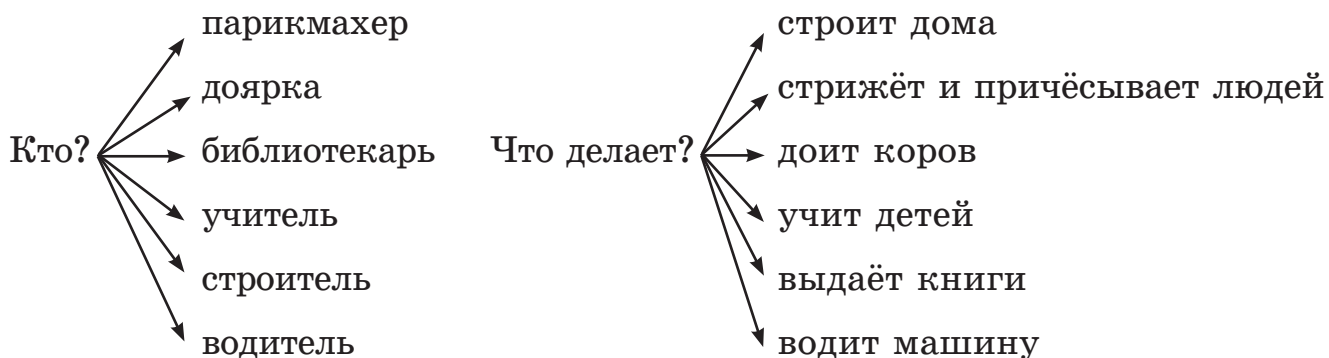 парикмахер строит дома
доярка стрижёт и причёсывает людей
Кто? библиотекарь Что делает? доит коров
учитель учит детей
строитель выдаёт книги
водитель водит машину